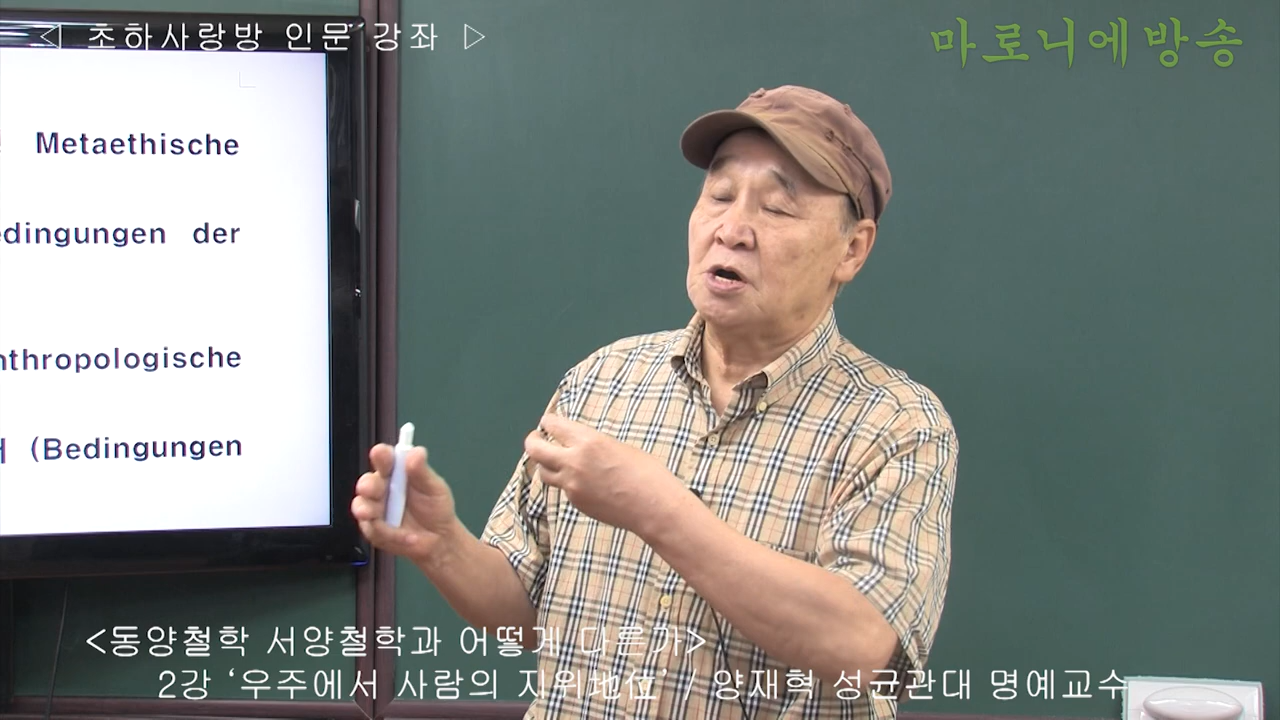 ◁ 초하사랑방 인문 강좌 ▷
마로니에방송
Metaethische
edingungen der
nthropologische
(Bedingungen
<동양철학 서양철학과 어떻게 다른가>
2강 ‘우주에서 사람의 지위地位’ / 양재혁 성균관대 명예교수